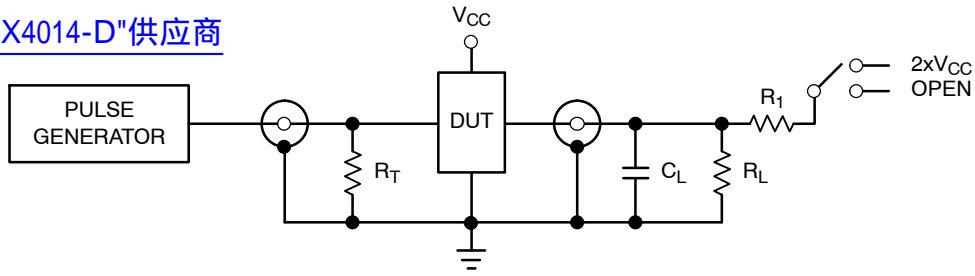 X4014-D"供应商
VCC
2xVCC
OPEN
R1
PULSE
GENERATOR
DUT
RT
CL
RL